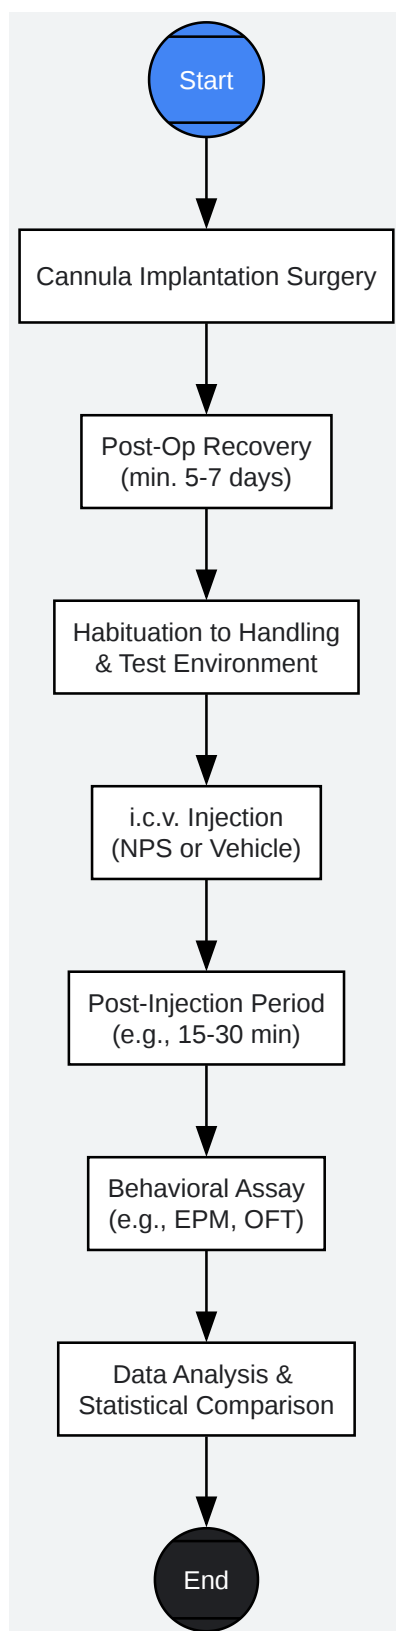 Start
Cannula Implantation Surgery
Post-Op Recovery
(min. 5-7 days)
Habituation to Handling
& Test Environment
i.c.v. Injection
(NPS or Vehicle)
Post-Injection Period
(e.g., 15-30 min)
Behavioral Assay
(e.g., EPM, OFT)
Data Analysis &
Statistical Comparison
End